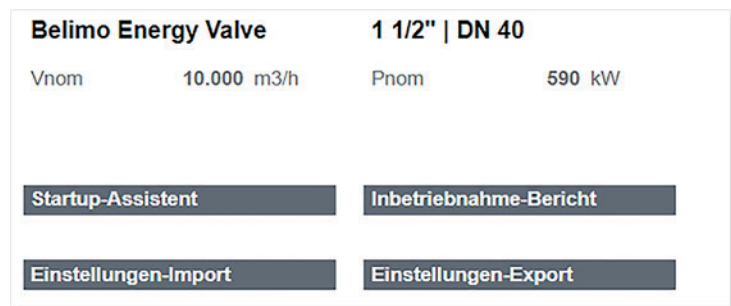 Belimo Energy Valve 1 1/2" | DN 40
Vnom 10.000 m3/h Pnom 590 kW
Startup-Assistent Inbetriebnahme-Bericht
Einstellungen-Import Einstellungen-Export